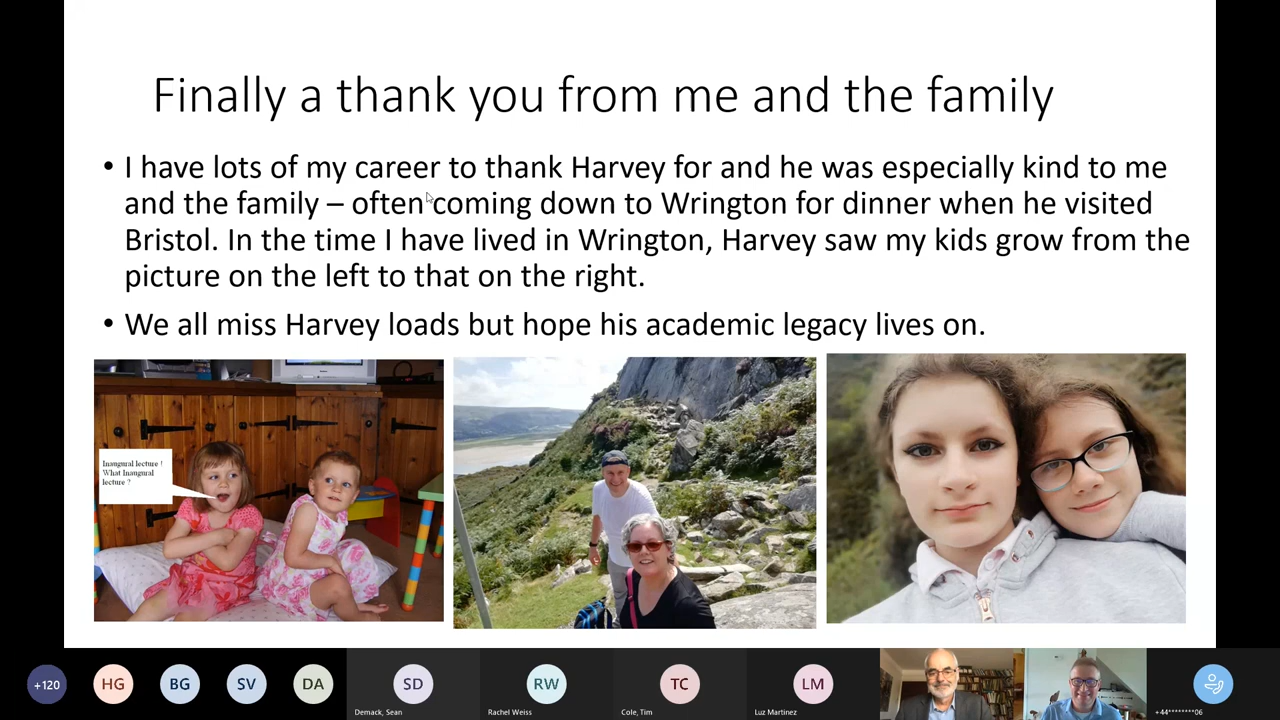 Finally a thank you from me and the family
• I have lots of my career to thank Harvey for and he was especially kind to me
and the family – often coming down to Wrington for dinner when he visited
Bristol. In the time I have lived in Wrington, Harvey saw my kids grow from the
picture on the left to that on the right.
• We all miss Harvey loads but hope his academic legacy lives on.
Inaugural lecture !
What Inaugural
lecture ?
+120
HG
BG
SV
DA
SD
RW
TC
LM
Demack, Sean
Rachel Weiss
Cole, Tim
Luz Martinez
+44********06